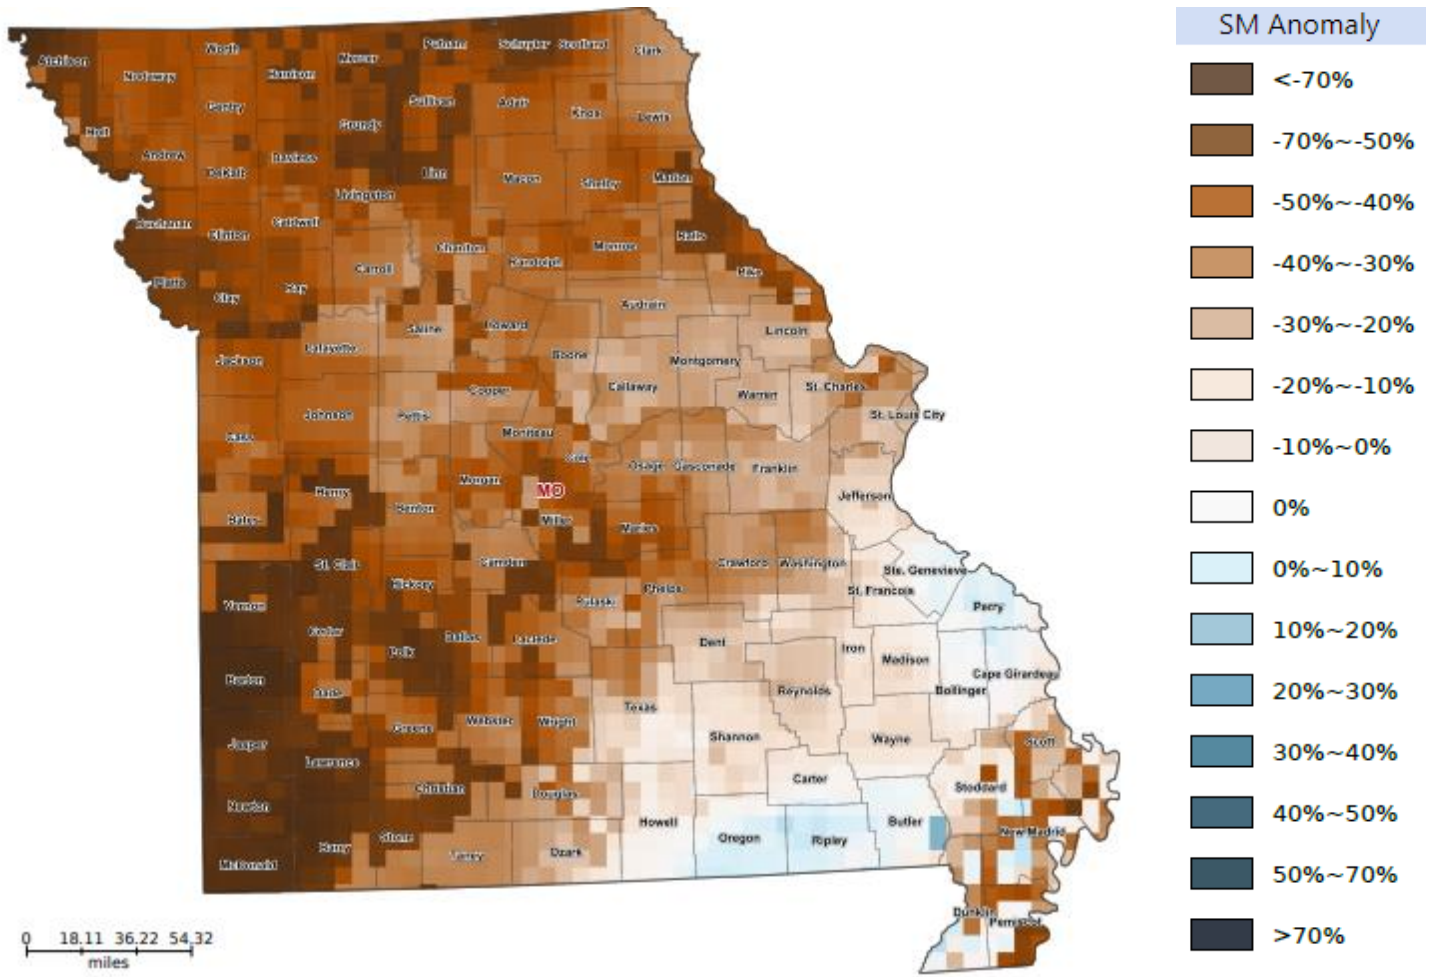 SM Anomaly
<-70%
-70%~-50%
-50%~-40%
-40%~-30%
-30%~-20%
-20%~-10%
-10%~0%
0%
0%~10%
10%~20%
20%~30%
30%~40%
40%~50%
50%~70%
>70%
Atchison
Nodaway
Worth
Harrison
Mercer
Putnam
Schuyler
Scotland
Clark
Gentry
Sullivan
Adair
Knox
Lewis
Holt
Grundy
Andrew
DeKalb
Daviess
Linn
Macon
Shelby
Marion
Livingston
Buchanan
Clinton
Caldwell
Chariton
Monroe
Ralls
Carroll
Randolph
Pike
Platte
Clay
Ray
Audrain
Saline
Howard
Lincoln
Jackson
Lafayette
Boone
Montgomery
Callaway
Warren
St. Charles
Cooper
Johnson
Pettis
St. Louis City
Cass
Moniteau
Cole
Osage
Gasconade
Franklin
Henry
Morgan
MO
Jefferson
Bates
Benton
Miller
Maries
St. Clair
Camden
Crawford
Washington
Ste. Genevieve
Hickory
Phelps
St. Francois
Vernon
Pulaski
Perry
Cedar
Dallas
Laclede
Dent
Iron
Polk
Madison
Barton
Cape Girardeau
Dade
Reynolds
Bollinger
Texas
Greene
Webster
Wright
Jasper
Shannon
Wayne
Scott
Lawrence
Carter
Christian
Douglas
Stoddard
Newton
Howell
Butler
Stone
Oregon
Ripley
New Madrid
Barry
Taney
Ozark
McDonald
Dunklin
Pemiscot
0 18.11 36.22 54.32
miles